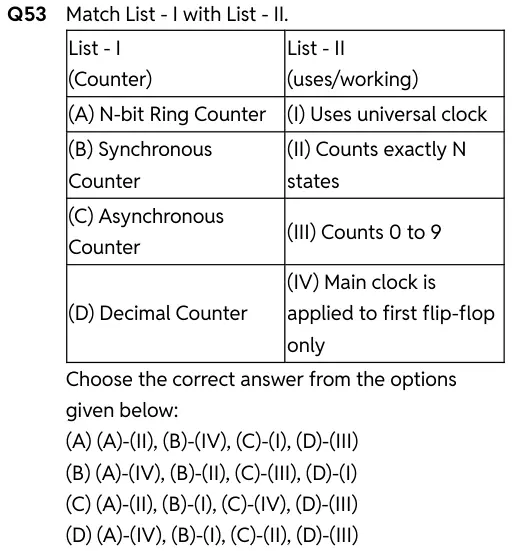 Q53 Match List - I with List - II.
List - I
(Counter)
List - II
(uses/working)
(A) N-bit Ring Counter
(I) Uses universal clock
(B) Synchronous
Counter
(II) Counts exactly N
states
(C) Asynchronous
Counter
(III) Counts 0 to 9
(D) Decimal Counter
(IV) Main clock is
applied to first flip-flop
only
Choose the correct answer from the options
given below:
(A) (A)-(II), (B)-(IV), (C)-(I), (D)-(III)
(B) (A)-(IV), (B)-(II), (C)-(III), (D)-(I)
(C) (A)-(II), (B)-(I), (C)-(IV), (D)-(III)
(D) (A)-(IV), (B)-(I), (C)-(II), (D)-(III)